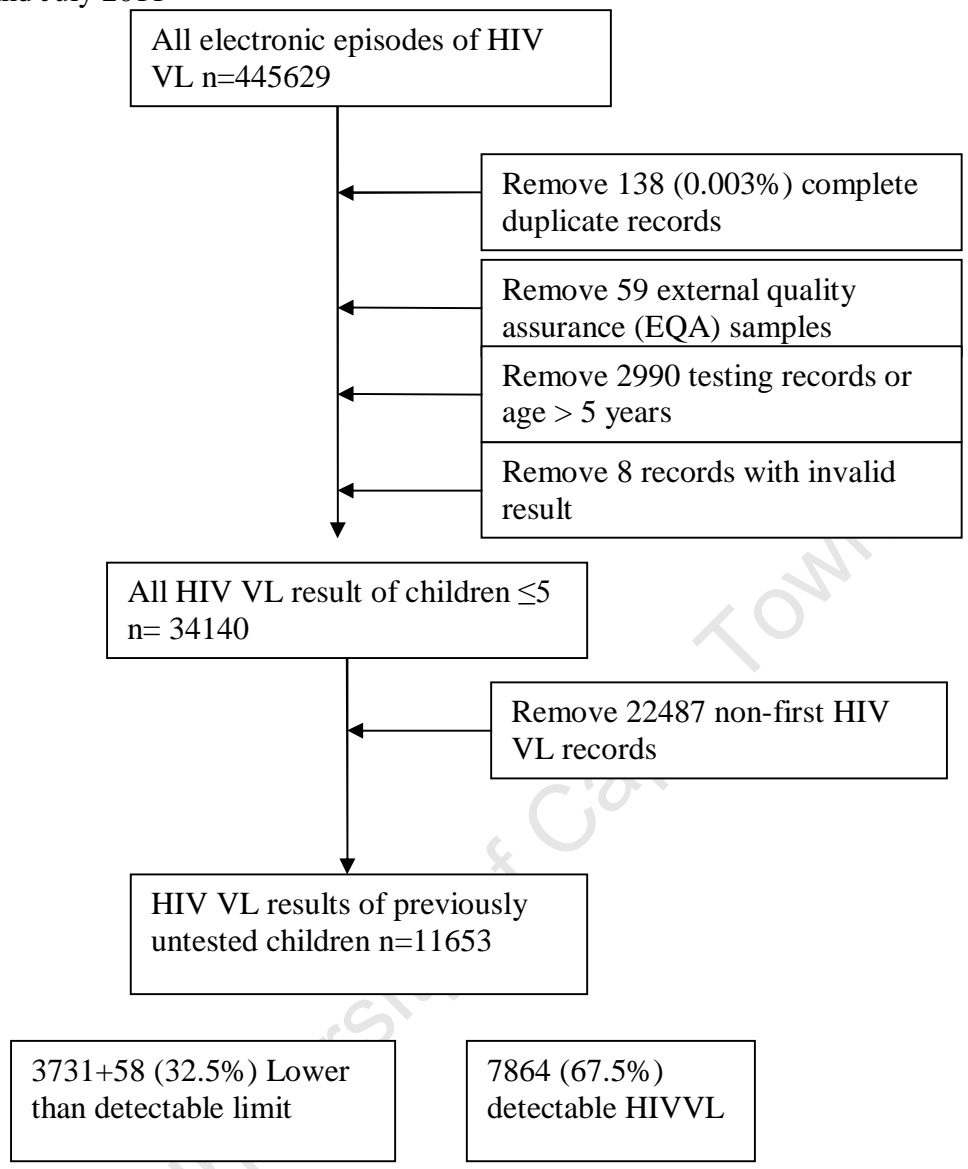 All electronic episodes of HIV
VL n=445629
Remove 138 (0.003%) complete
duplicate records
Remove 59 external quality
assurance (EQA) samples
Remove 2990 testing records or
age > 5 years
Remove 8 records with invalid
result
All HIV VL result of children ≤5
n= 34140
Remove 22487 non-first HIV
VL records
HIV VL results of previously
untested children n=11653
3731+58 (32.5%) Lower
than detectable limit
7864 (67.5%)
detectable HIVVL